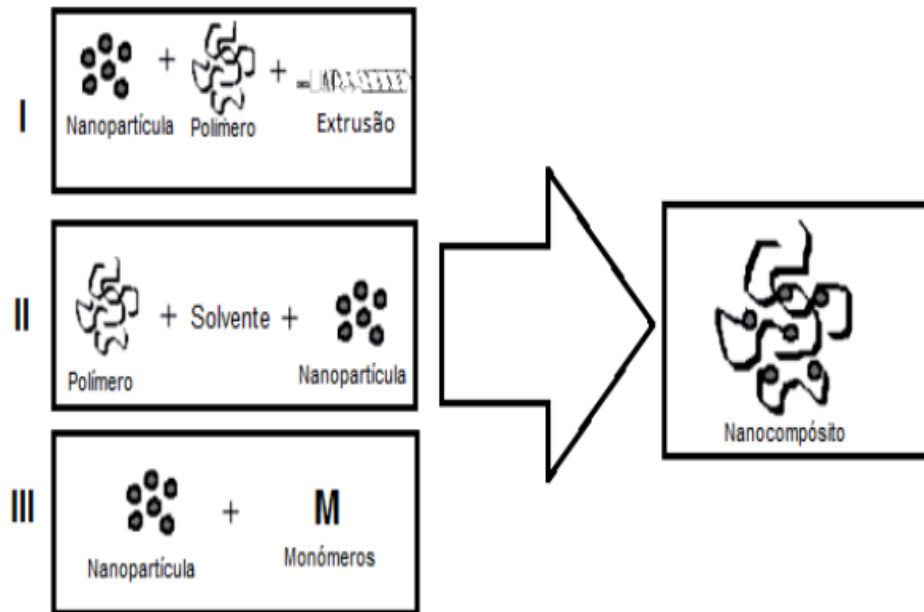 I
Nanopartícula
+
Polímero
+
Extrusão
II
Polímero
+ Solvente +
Nanopartícula
III
Nanopartícula
+
M
Monómeros
Nanocompósito